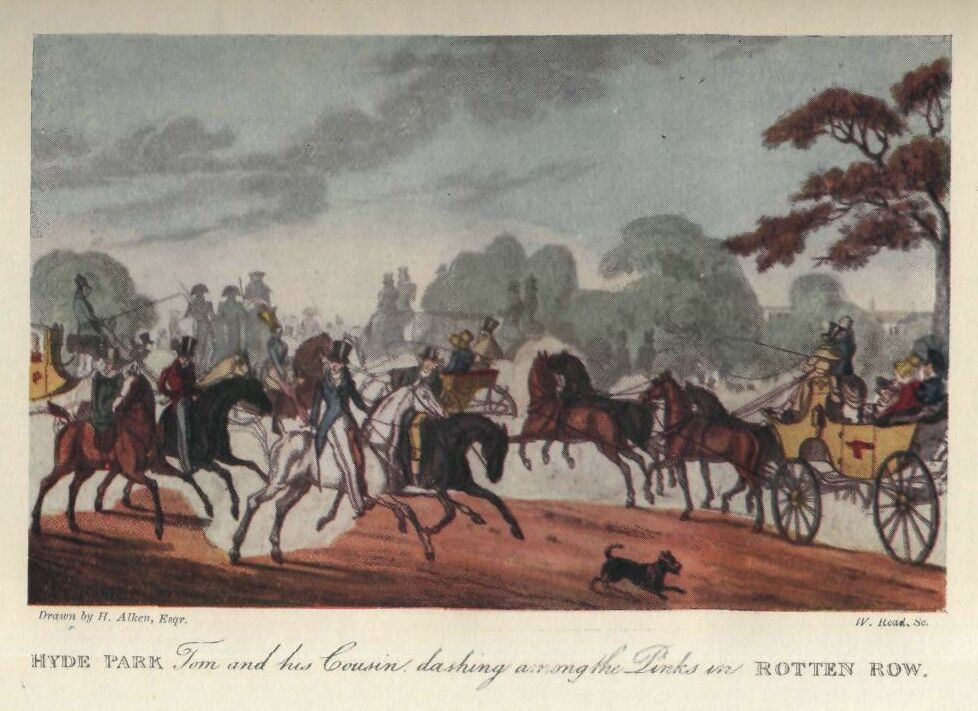 Drawn by H. Alken, Esqr.
W. Read. Sc.
HYDE PARK Tom and his Cousin, dashing among the Pinks in ROTTEN ROW.